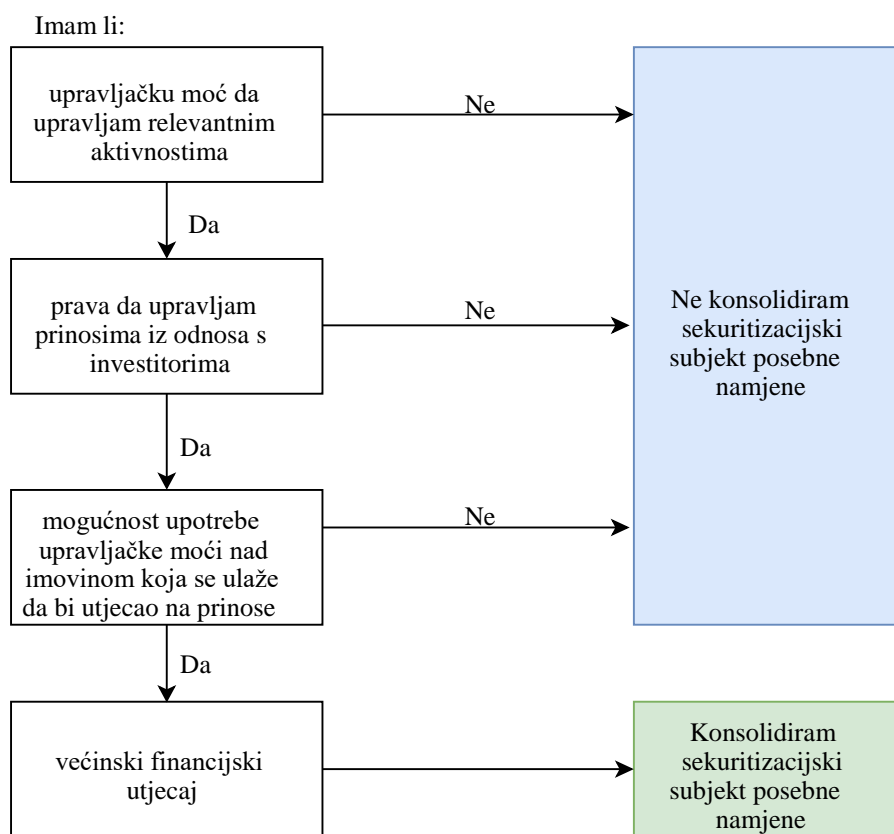 Imam li:
upravljačku moć da
upravljam relevantnim
aktivnostima
Ne
Da
prava da upravljam
prinosima iz odnosa s
investitorima
Ne
Ne konsolidiram
sekuritizacijski
subjekt posebne
namjene
Da
mogućnost upotrebe
upravljačke moći nad
imovinom koja se ulaže
da bi utjecao na prinose
Ne
Da
većinski financijski
utjecaj
Konsolidiram
sekuritizacijski
subjekt posebne
namjene